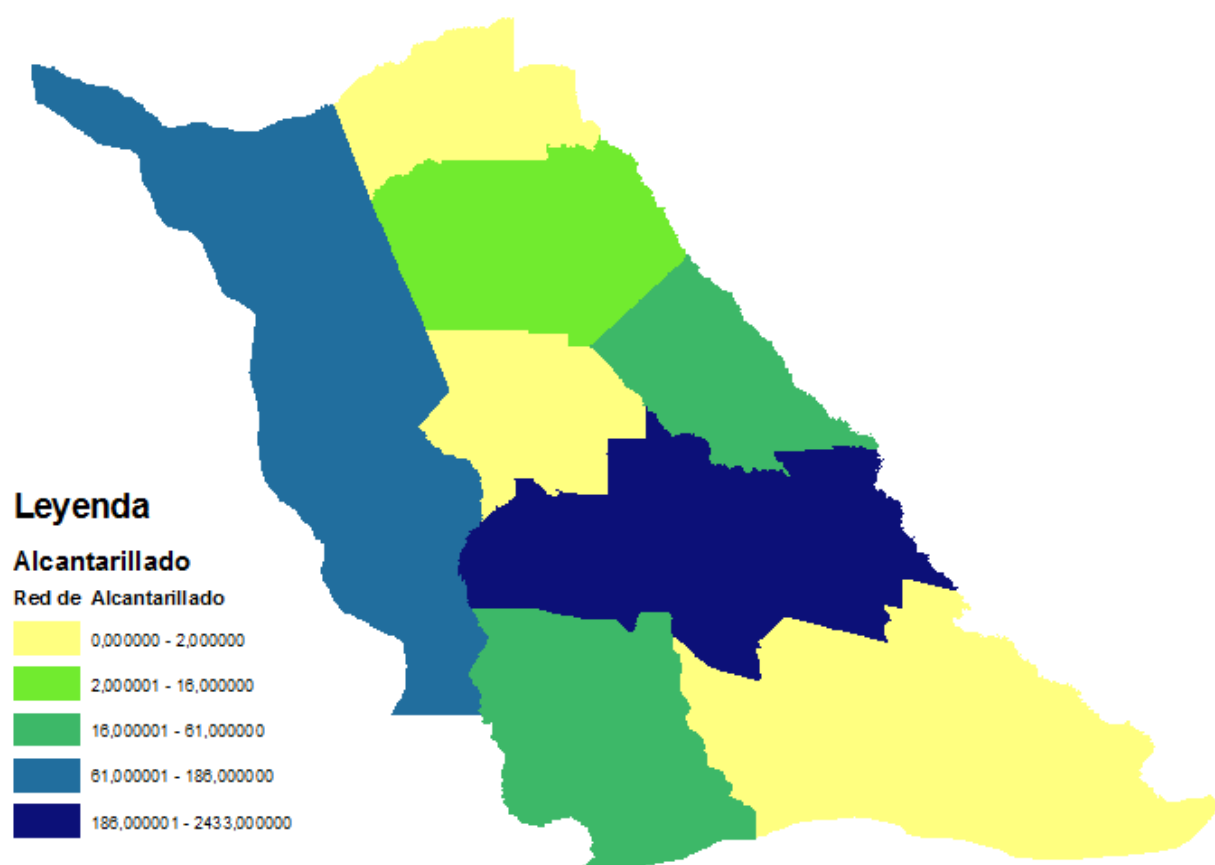 Leyenda
Alcantarillado
Red de Alcantarillado
0,000000 - 2,000000
2,000001 - 16,000000
16,000001 - 61,000000
61,000001 - 186,000000
186,000001 - 2433,000000